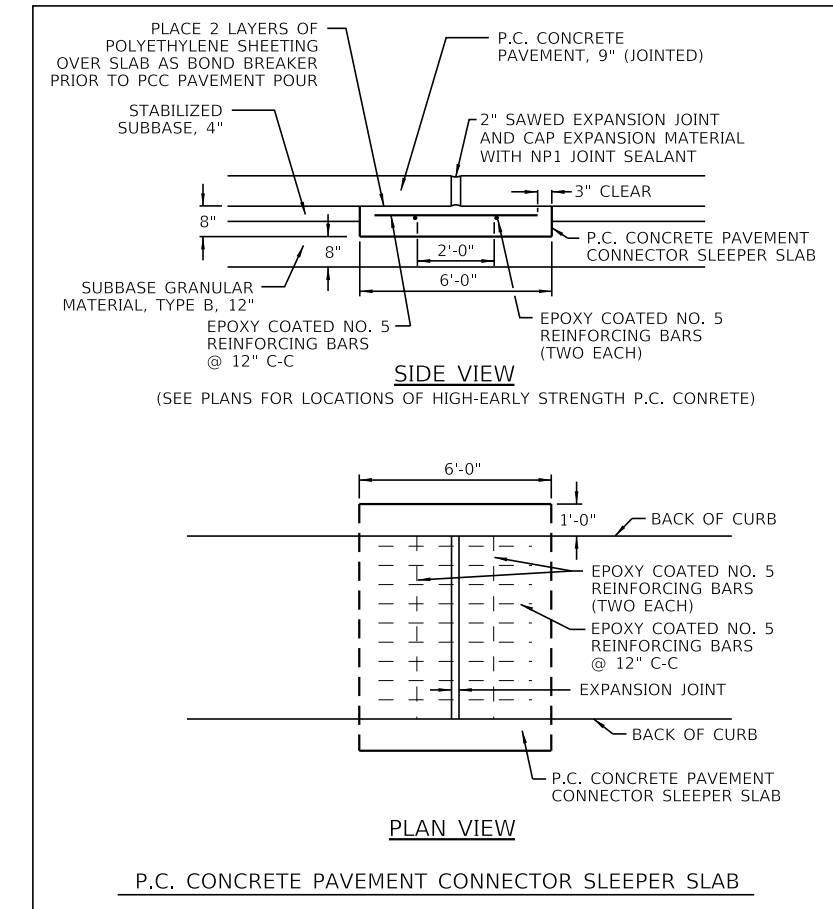 PLACE 2 LAYERS OF
POLYETHYLENE SHEETING
OVER SLAB AS BOND BREAKER
PRIOR TO PCC PAVEMENT POUR
P.C. CONCRETE
PAVEMENT, 9" (JOINTED)
STABILIZED
SUBBASE, 4"
2" SAWED EXPANSION JOINT
AND CAP EXPANSION MATERIAL
WITH NP1 JOINT SEALANT
3" CLEAR
8"
8"
2'-0"
6'-0"
P.C. CONCRETE PAVEMENT
CONNECTOR SLEEPER SLAB
SUBBASE GRANULAR
MATERIAL, TYPE B, 12"
EPOXY COATED NO. 5
REINFORCING BARS
@ 12" C-C
EPOXY COATED NO. 5
REINFORCING BARS
(TWO EACH)
SIDE VIEW
(SEE PLANS FOR LOCATIONS OF HIGH-EARLY STRENGTH P.C. CONRETE)
6'-0"
1'-0"
BACK OF CURB
EPOXY COATED NO. 5
REINFORCING BARS
(TWO EACH)
EPOXY COATED NO. 5
REINFORCING BARS
@ 12" C-C
EXPANSION JOINT
BACK OF CURB
P.C. CONCRETE PAVEMENT
CONNECTOR SLEEPER SLAB
PLAN VIEW
P.C. CONCRETE PAVEMENT CONNECTOR SLEEPER SLAB